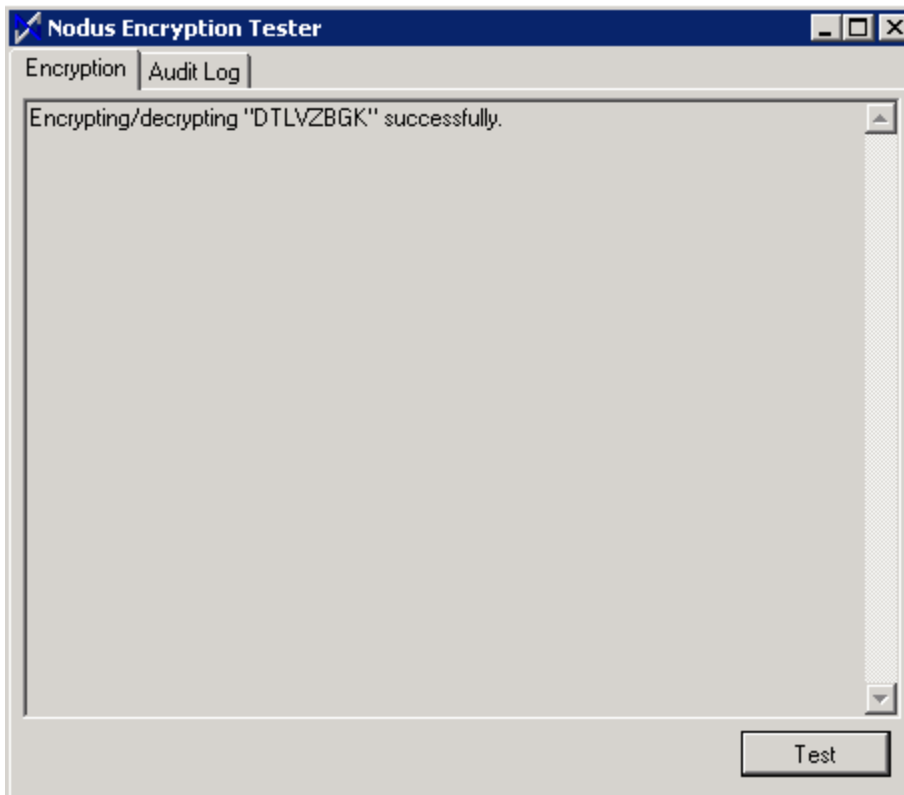 Nodus Encryption Tester
Encryption
Audit Log
Encrypting/decrypting "DTLVZBGK" successfully.
Test